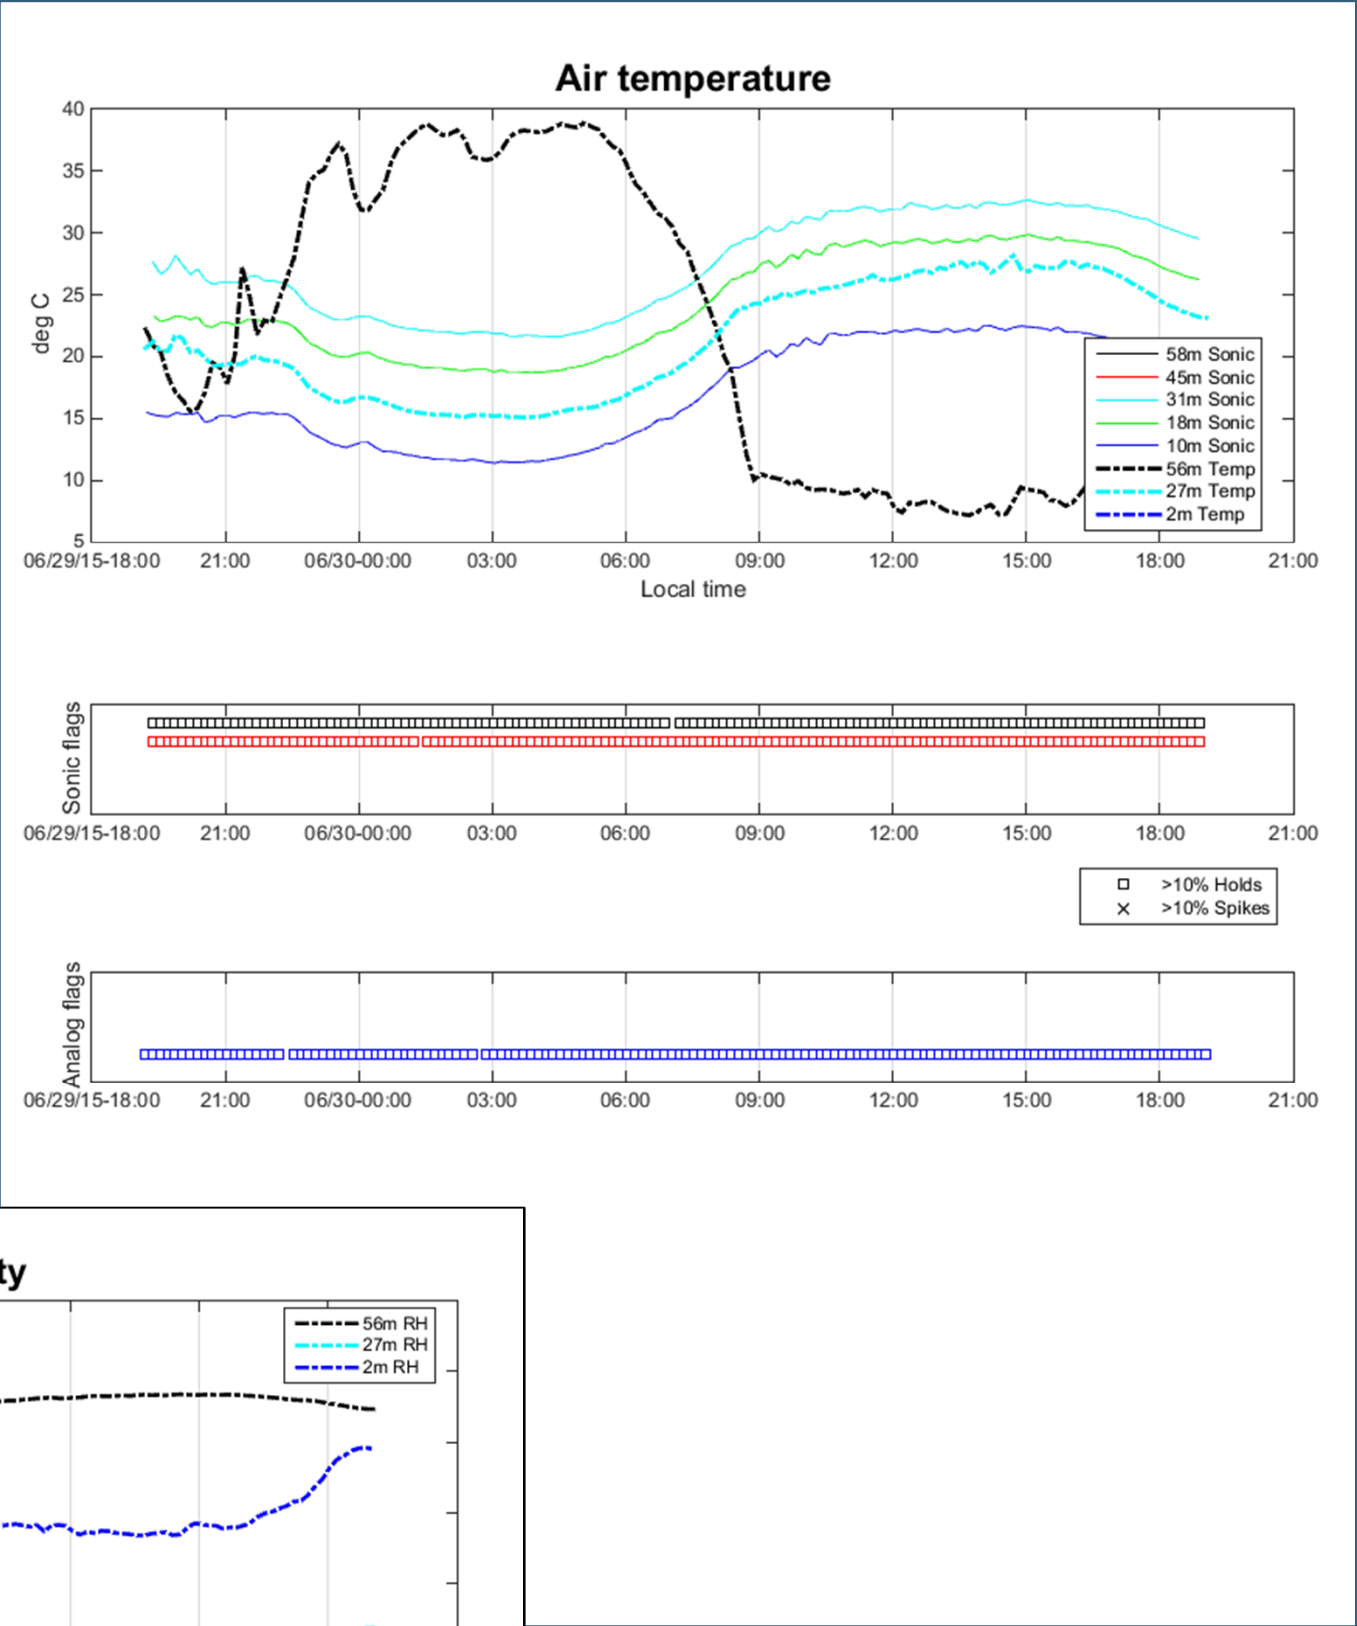 Air temperature
40
35
30
25
20
15
10
5
deg C
58m Sonic
45m Sonic
31m Sonic
18m Sonic
10m Sonic
56m Temp
27m Temp
2m Temp
06/29/15-18:00 21:00 06/30-00:00 03:00 06:00 09:00 12:00 15:00 18:00 21:00
Local time
Sonic flags
06/29/15-18:00 21:00 06/30-00:00 03:00 06:00 09:00 12:00 15:00 18:00 21:00
>10% Holds
>10% Spikes
Analog flags
06/29/15-18:00 21:00 06/30-00:00 03:00 06:00 09:00 12:00 15:00 18:00 21:00
ty
56m RH
27m RH
2m RH